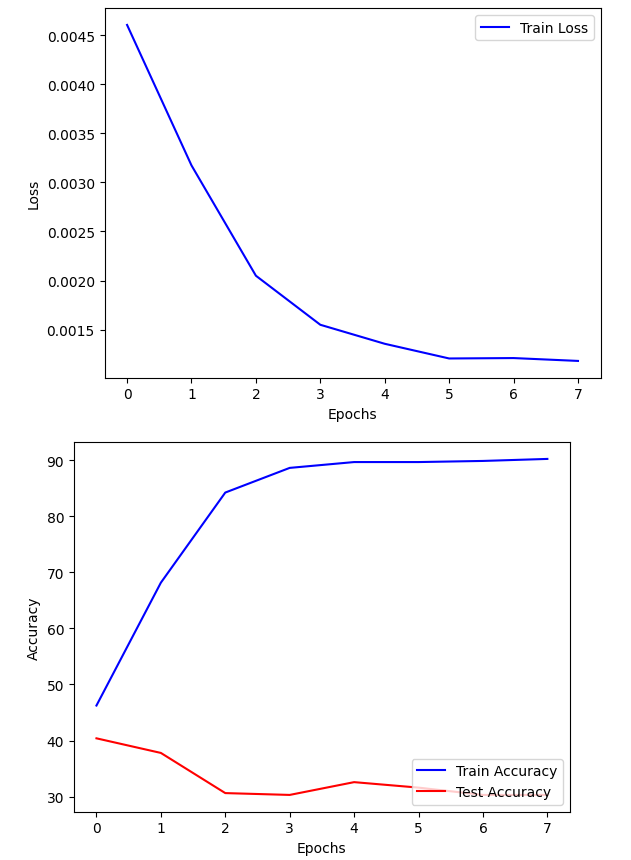 Train Loss
0.0045
0.0040
0.0035
0.0030
0.0025
0.0020
0.0015
Loss
0 1 2 3 4 5 6 7
Epochs
90
80
70
60
50
40
30
Accuracy
Train Accuracy
Test Accuracy
0 1 2 3 4 5 6 7
Epochs